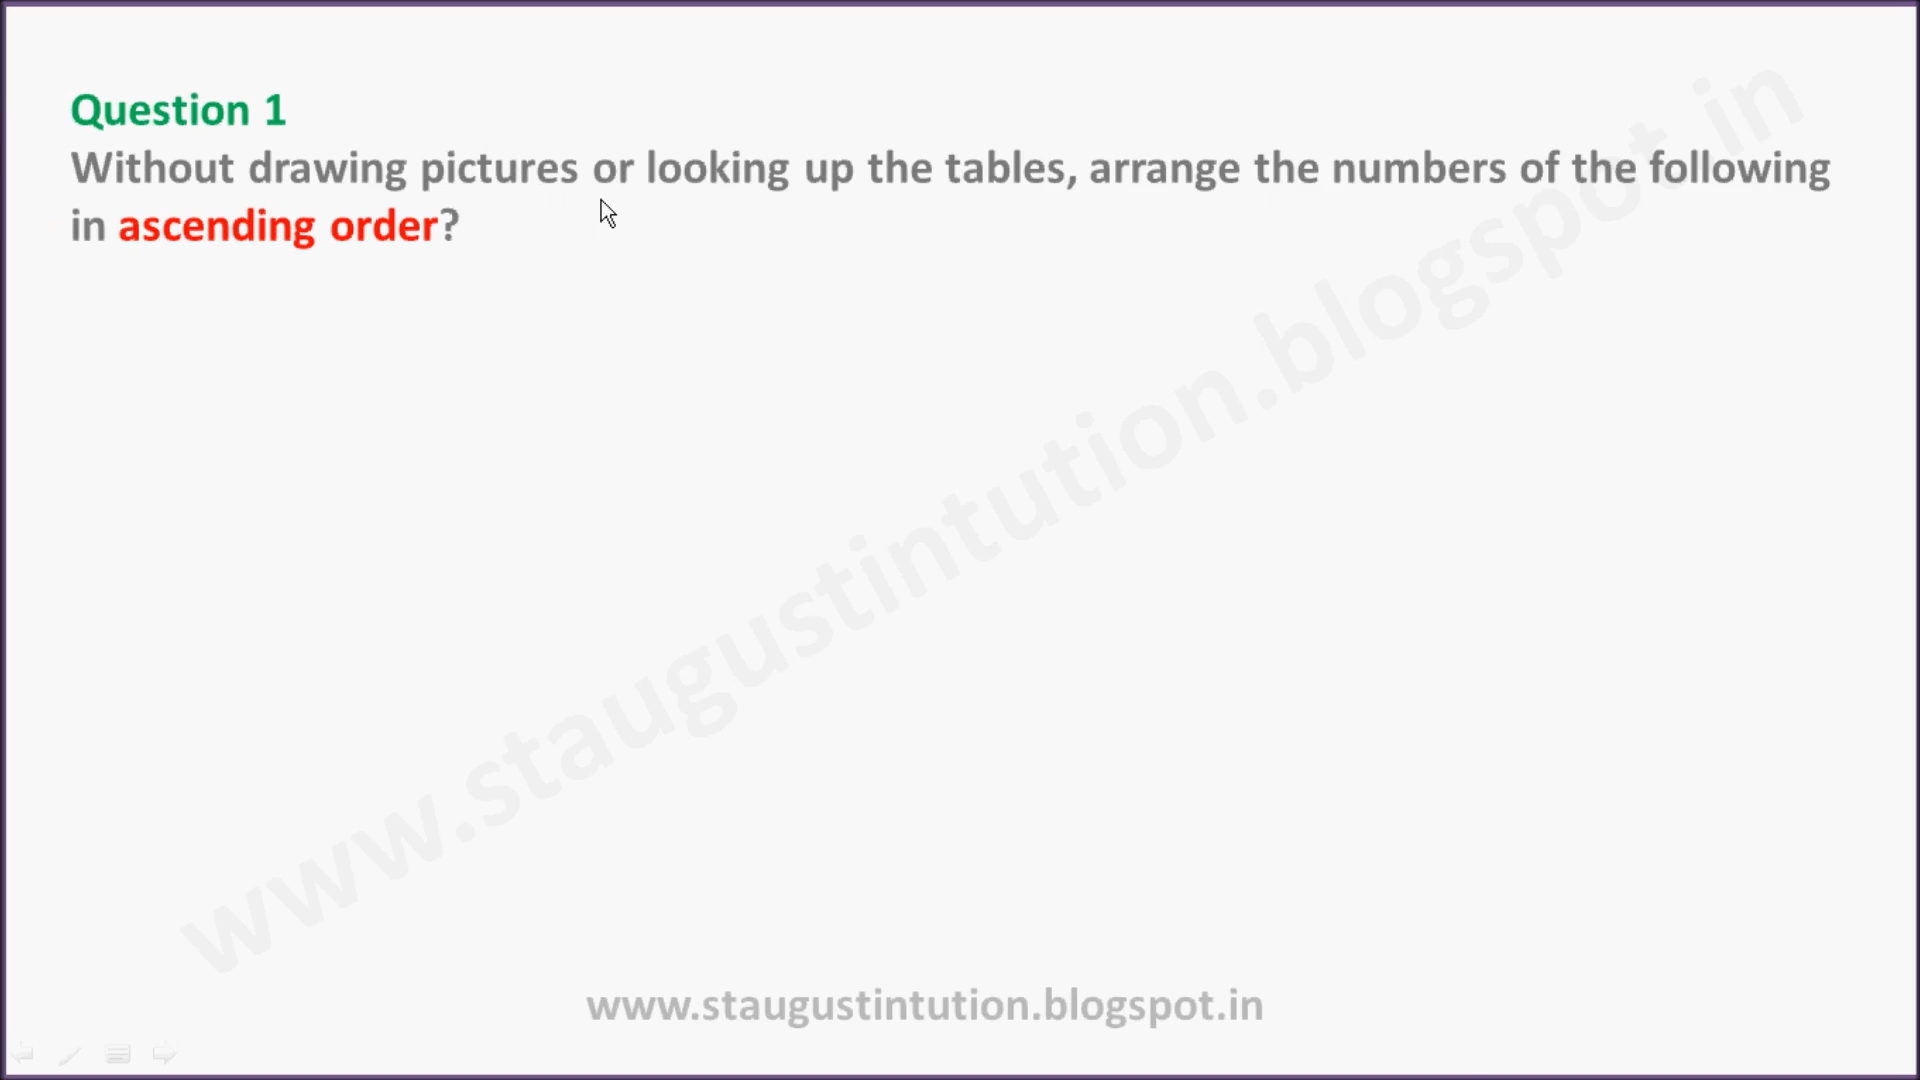 Question 1
Without drawing pictures or looking up the tables, arrange the numbers of the following
in ascending order?
www.staugustintution.blogspot.in
www.staugustintution.blogspot.in